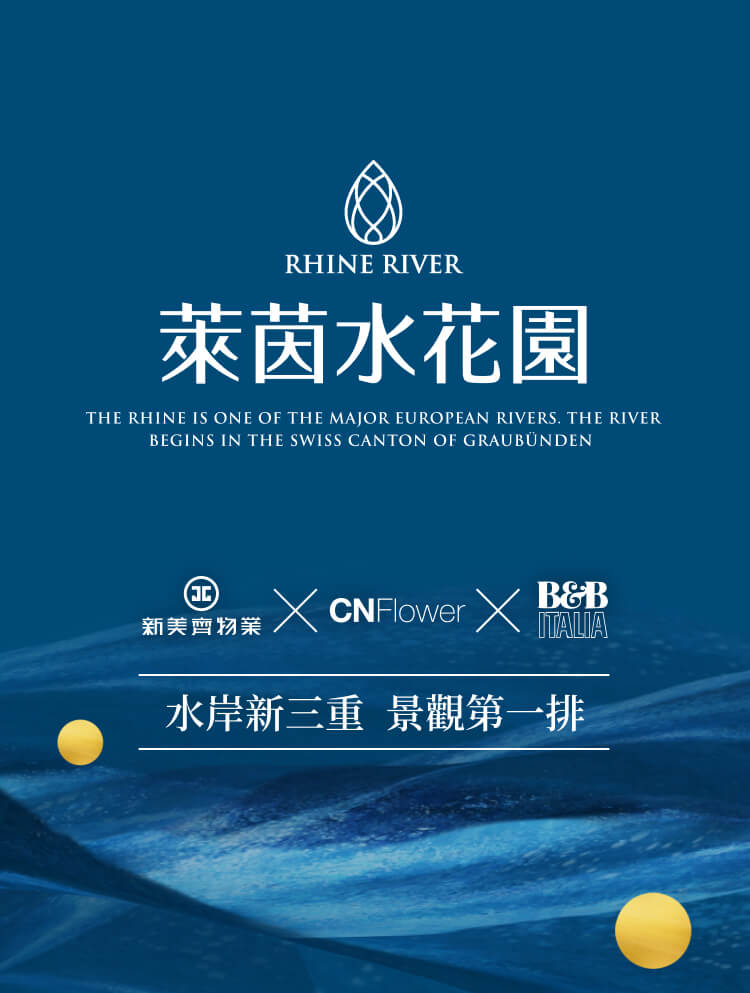 RHINE RIVER
萊茵水花園
THE RHINE IS ONE OF THE MAJOR EUROPEAN RIVERS. THE RIVER
BEGINS IN THE SWISS CANTON OF GRAUBÜNDEN
新美齊物業 × CNFlower × B&B ITALIA
水岸新三重 景觀第一排